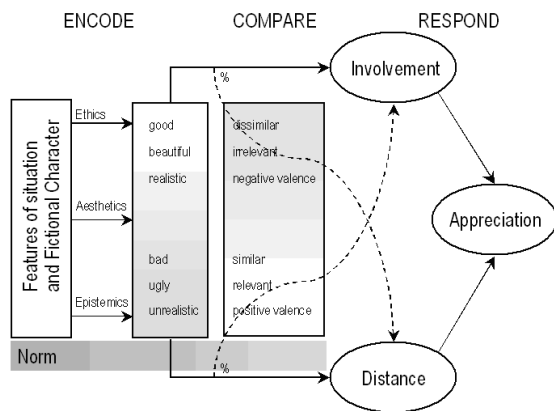 ENCODE
COMPARE
RESPOND
Features of situation
and Fictional Character
Ethics
Aesthetics
Epistemics
good
beautiful
realistic
bad
ugly
unrealistic
dissimilar
irrelevant
negative valence
similar
relevant
positive valence
%
%
Involvement
Appreciation
Distance
Norm